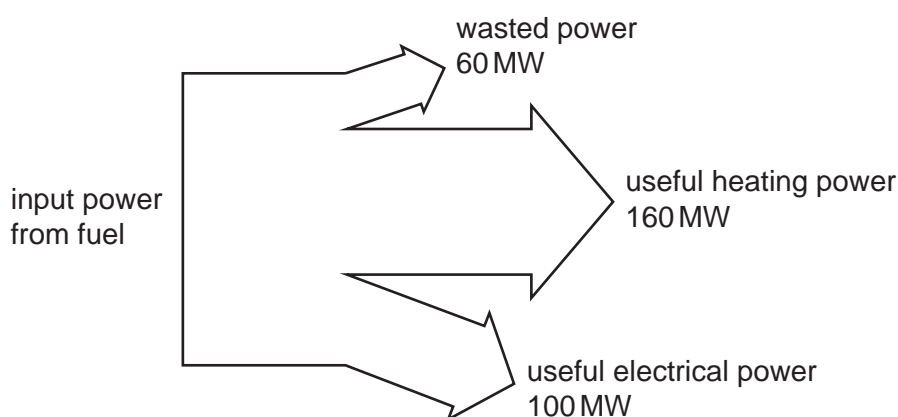 wasted power
60 MW
input power
from fuel
useful heating power
160 MW
useful electrical power
100 MW